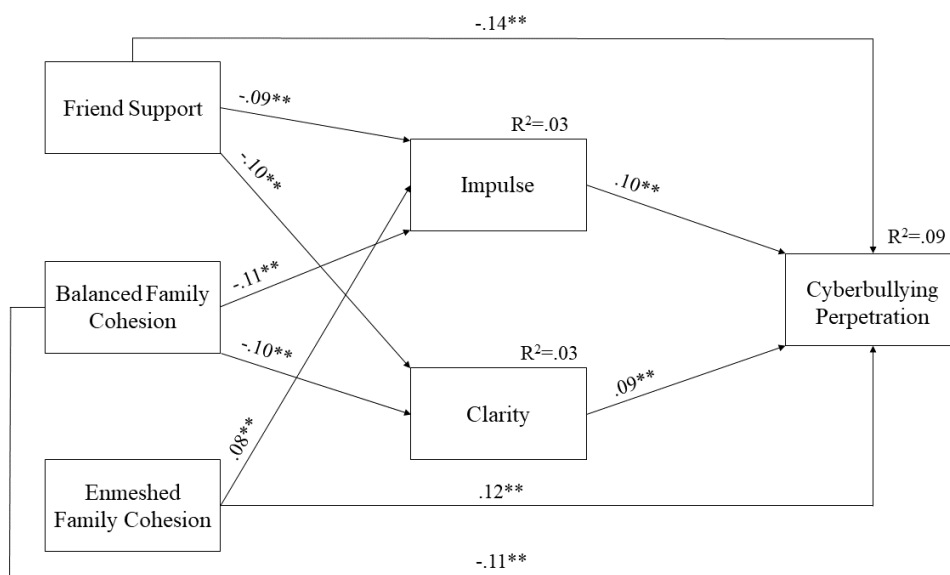 -.14**
Friend Support
-.09**
R²=.03
-.10**
Impulse
.10**
R²=.09
Balanced Family
Cohesion
-.11**
Cyberbullying
Perpetration
-.10**
R²=.03
Clarity
.09**
.08**
Enmeshed
Family Cohesion
.12**
-.11**